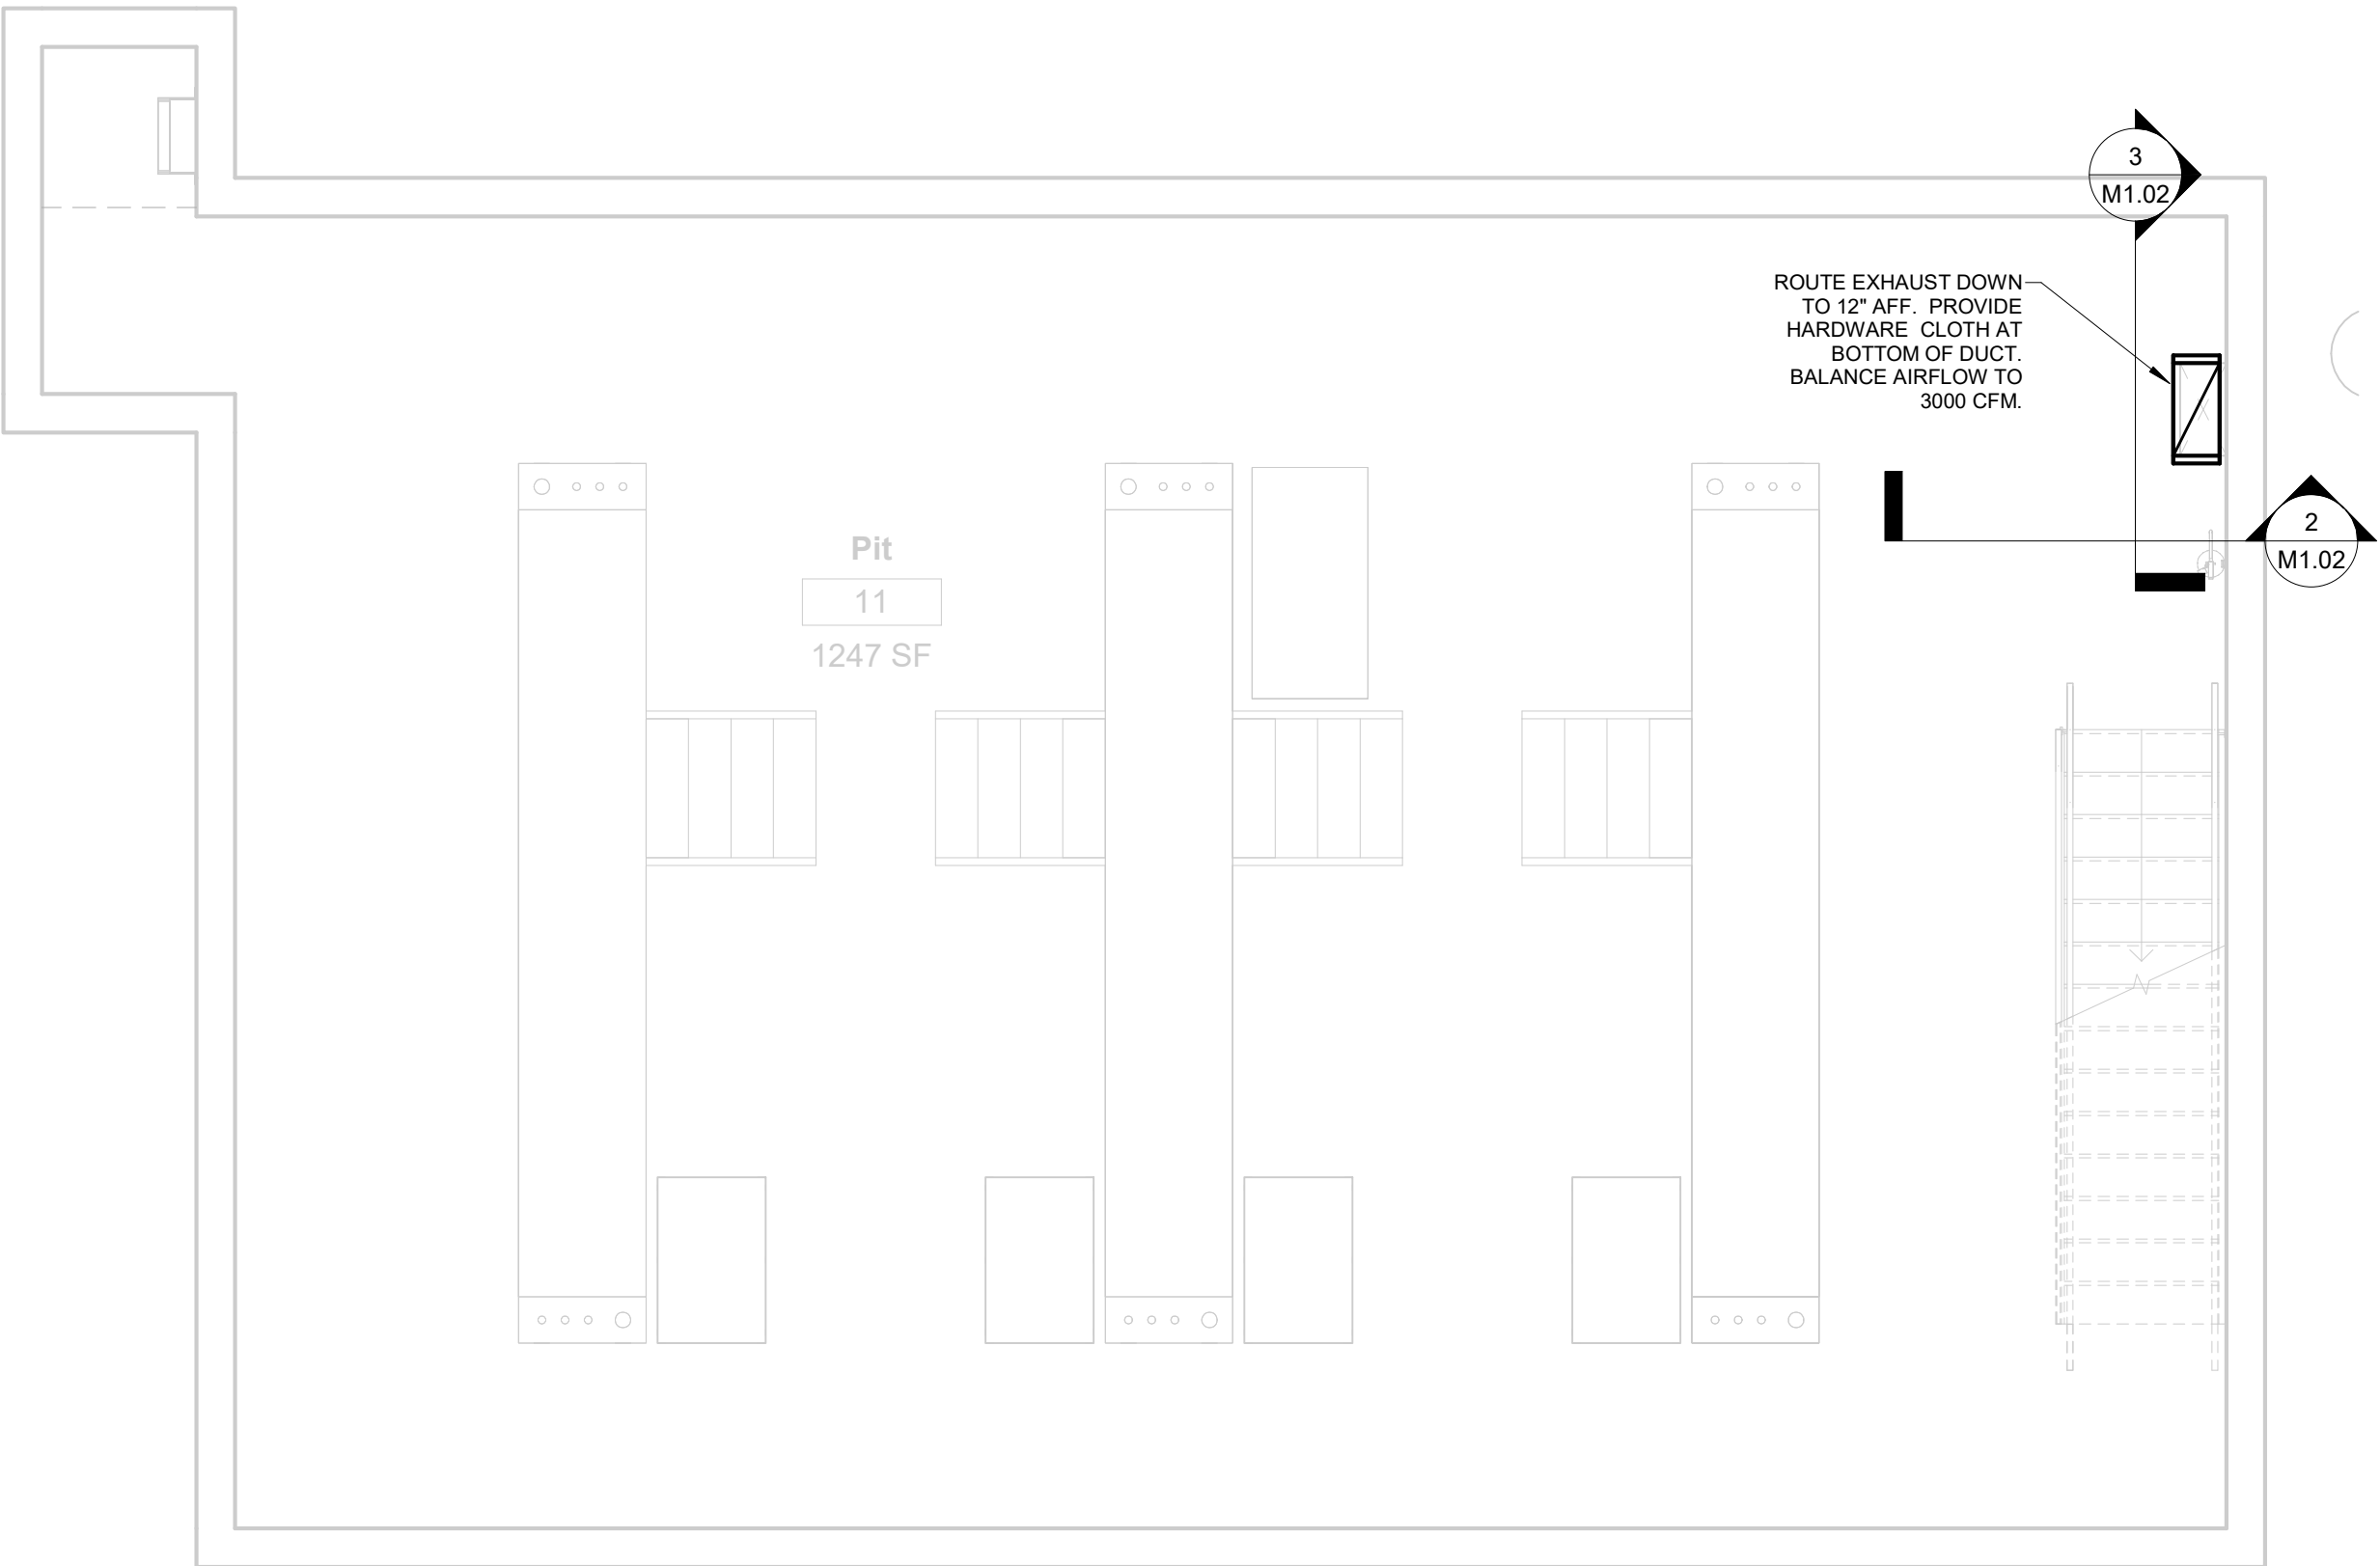 3
M1.02
ROUTE EXHAUST DOWN
TO 12" AFF.  PROVIDE
HARDWARE  CLOTH AT
BOTTOM OF DUCT.
BALANCE AIRFLOW TO
3000 CFM.
2
M1.02
Pit
11
1247 SF